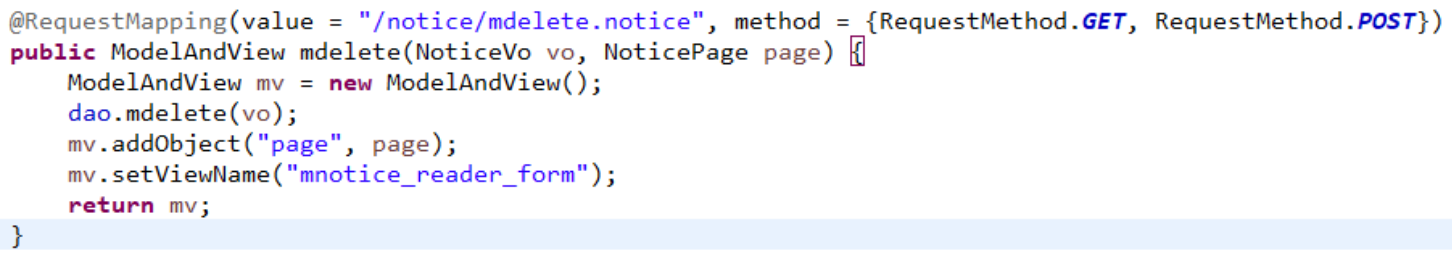 @RequestMapping(value = "/notice/mdelete.notice", method = {RequestMethod.GET, RequestMethod.POST})
public ModelAndView mdelete(NoticeVo vo, NoticePage page) {
    ModelAndView mv = new ModelAndView();
    dao.mdelete(vo);
    mv.addObject("page", page);
    mv.setViewName("mnotice_reader_form");
    return mv;
}